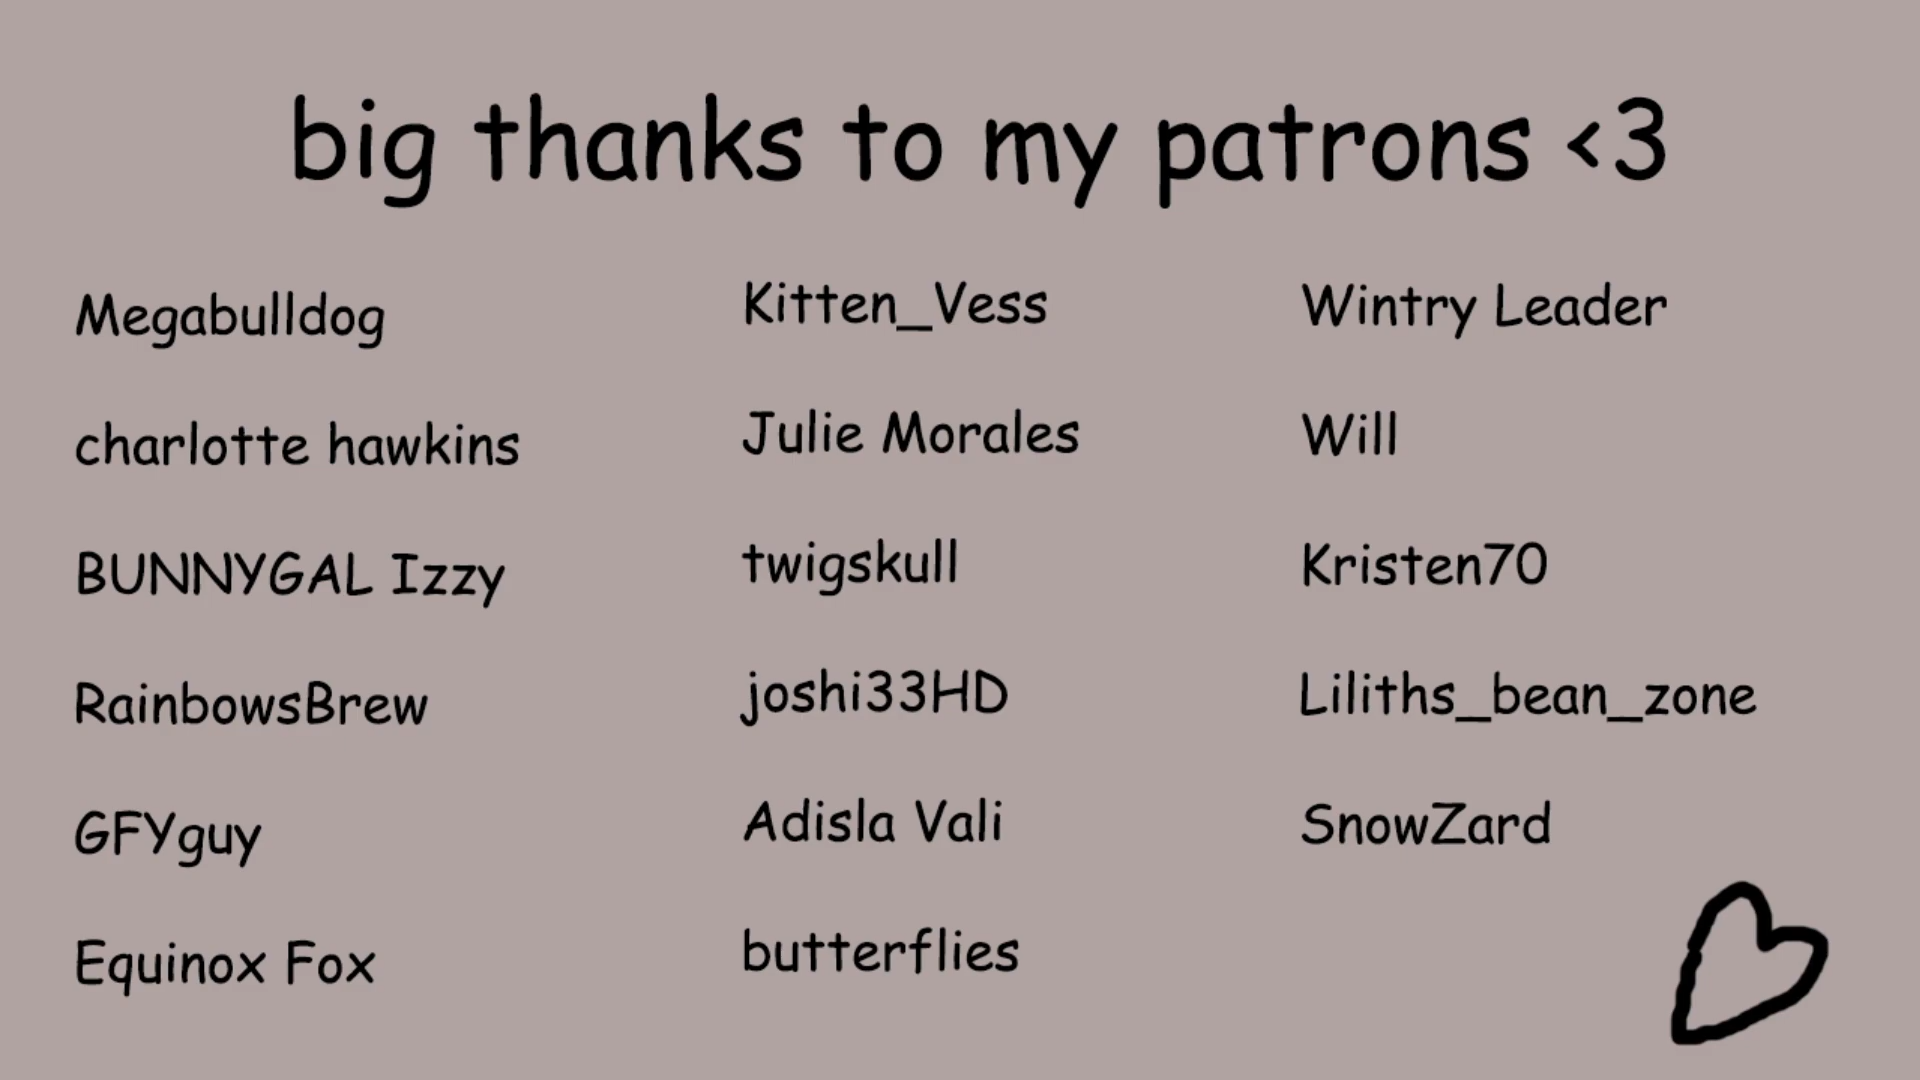 big thanks to my patrons <3
Megabulldog
charlotte hawkins
BUNNYGAL Izzy
RainbowsBrew
GFYguy
Equinox Fox
Kitten_Vess
Julie Morales
twigskull
joshi33HD
Adisla Vali
butterflies
Wintry Leader
Will
Kristen70
Liliths_bean_zone
SnowZard